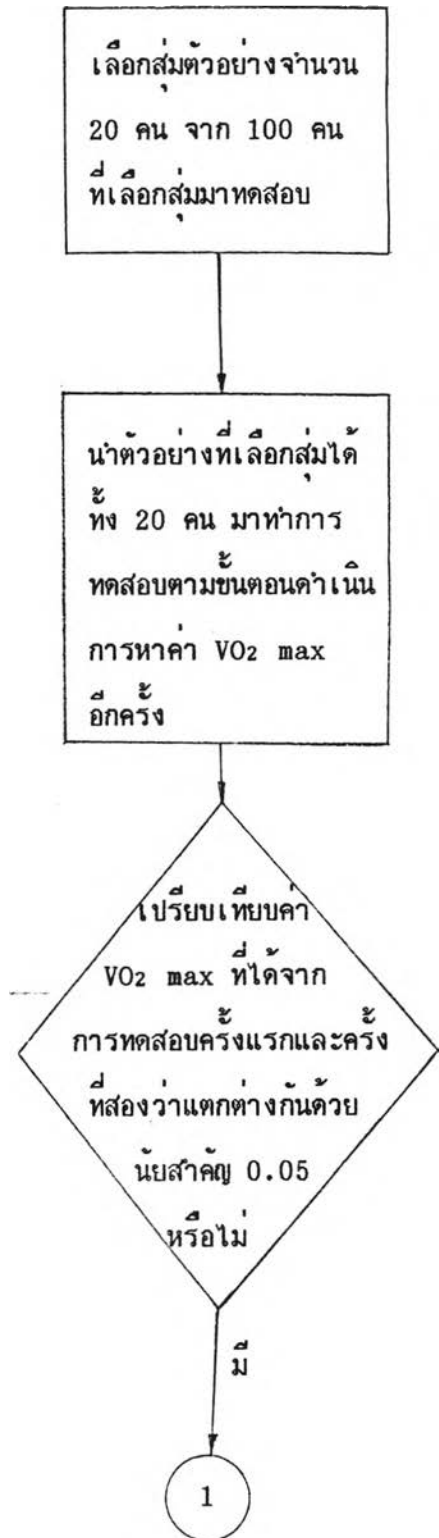 เลือกสุ่มตัวอย่างจำนวน
20 คน จาก 100 คน
ที่เลือกสุ่มมาทดสอบ
นำตัวอย่างที่เลือกสุ่มได้
ทั้ง 20 คน มาทำการ
ทดสอบตามขั้นตอนดำเนิน
การหาค่า VO2 max
อีกครั้ง
เปรียบเทียบค่า
VO2 max ที่ได้จาก
การทดสอบครั้งแรกและครั้ง
ที่สองว่าแตกต่างกันด้วย
นัยสำคัญ 0.05
หรือไม่
มี
1